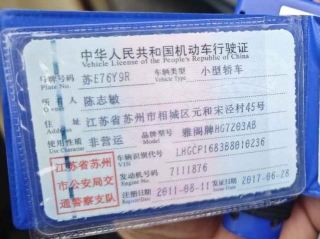 中华人民共和国机动车行驶证
Vehicle License of the People's Republic of China
号牌号码 苏E76Y9R 车辆类型 小型轿车
Plate No. Vehicle Type
所有人 陈志敏
Owner
住址 江苏省苏州市相城区元和宋泾村45号
Address
使用性质 非营运 品牌型号 雅阁牌HG7203AB
Use Character Model
江苏省苏州
市公安局交
通警察支队
车辆识别代号 LHGCP168388010236
VIN
发动机号码 7111876
Engine No.
注册日期 2011-08-11 发证日期 2017-06-28
Register Date Issue Date